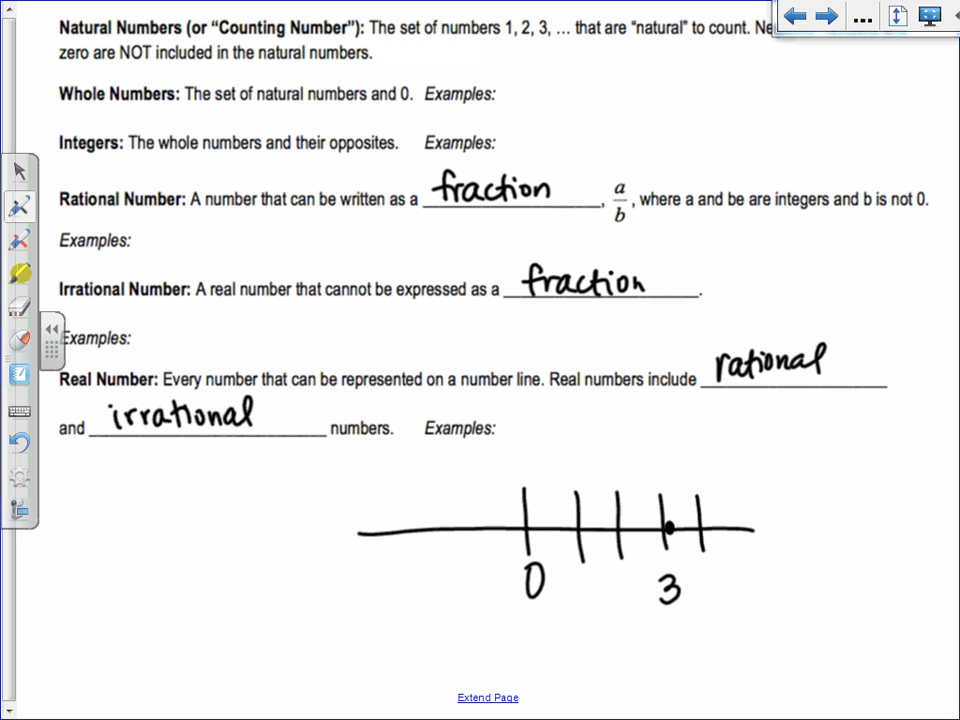 Natural Numbers (or “Counting Number”): The set of numbers 1, 2, 3, … that are “natural” to count.
zero are NOT included in the natural numbers.
Whole Numbers: The set of natural numbers and 0. Examples:
Integers: The whole numbers and their opposites. Examples:
Rational Number: A number that can be written as a fraction, a/b, where a and be are integers and b is not 0.
Examples:
Irrational Number: A real number that cannot be expressed as a fraction.
Examples:
Real Number: Every number that can be represented on a number line. Real numbers include rational
and irrational numbers. Examples:
0 3
Extend Page